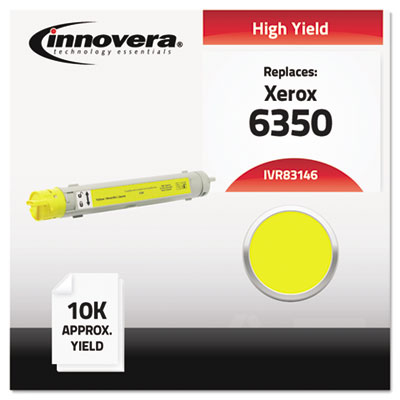 innovera
technology essentials
High Yield
Replaces:
Xerox
6350
IVR83146
10K
APPROX.
YIELD